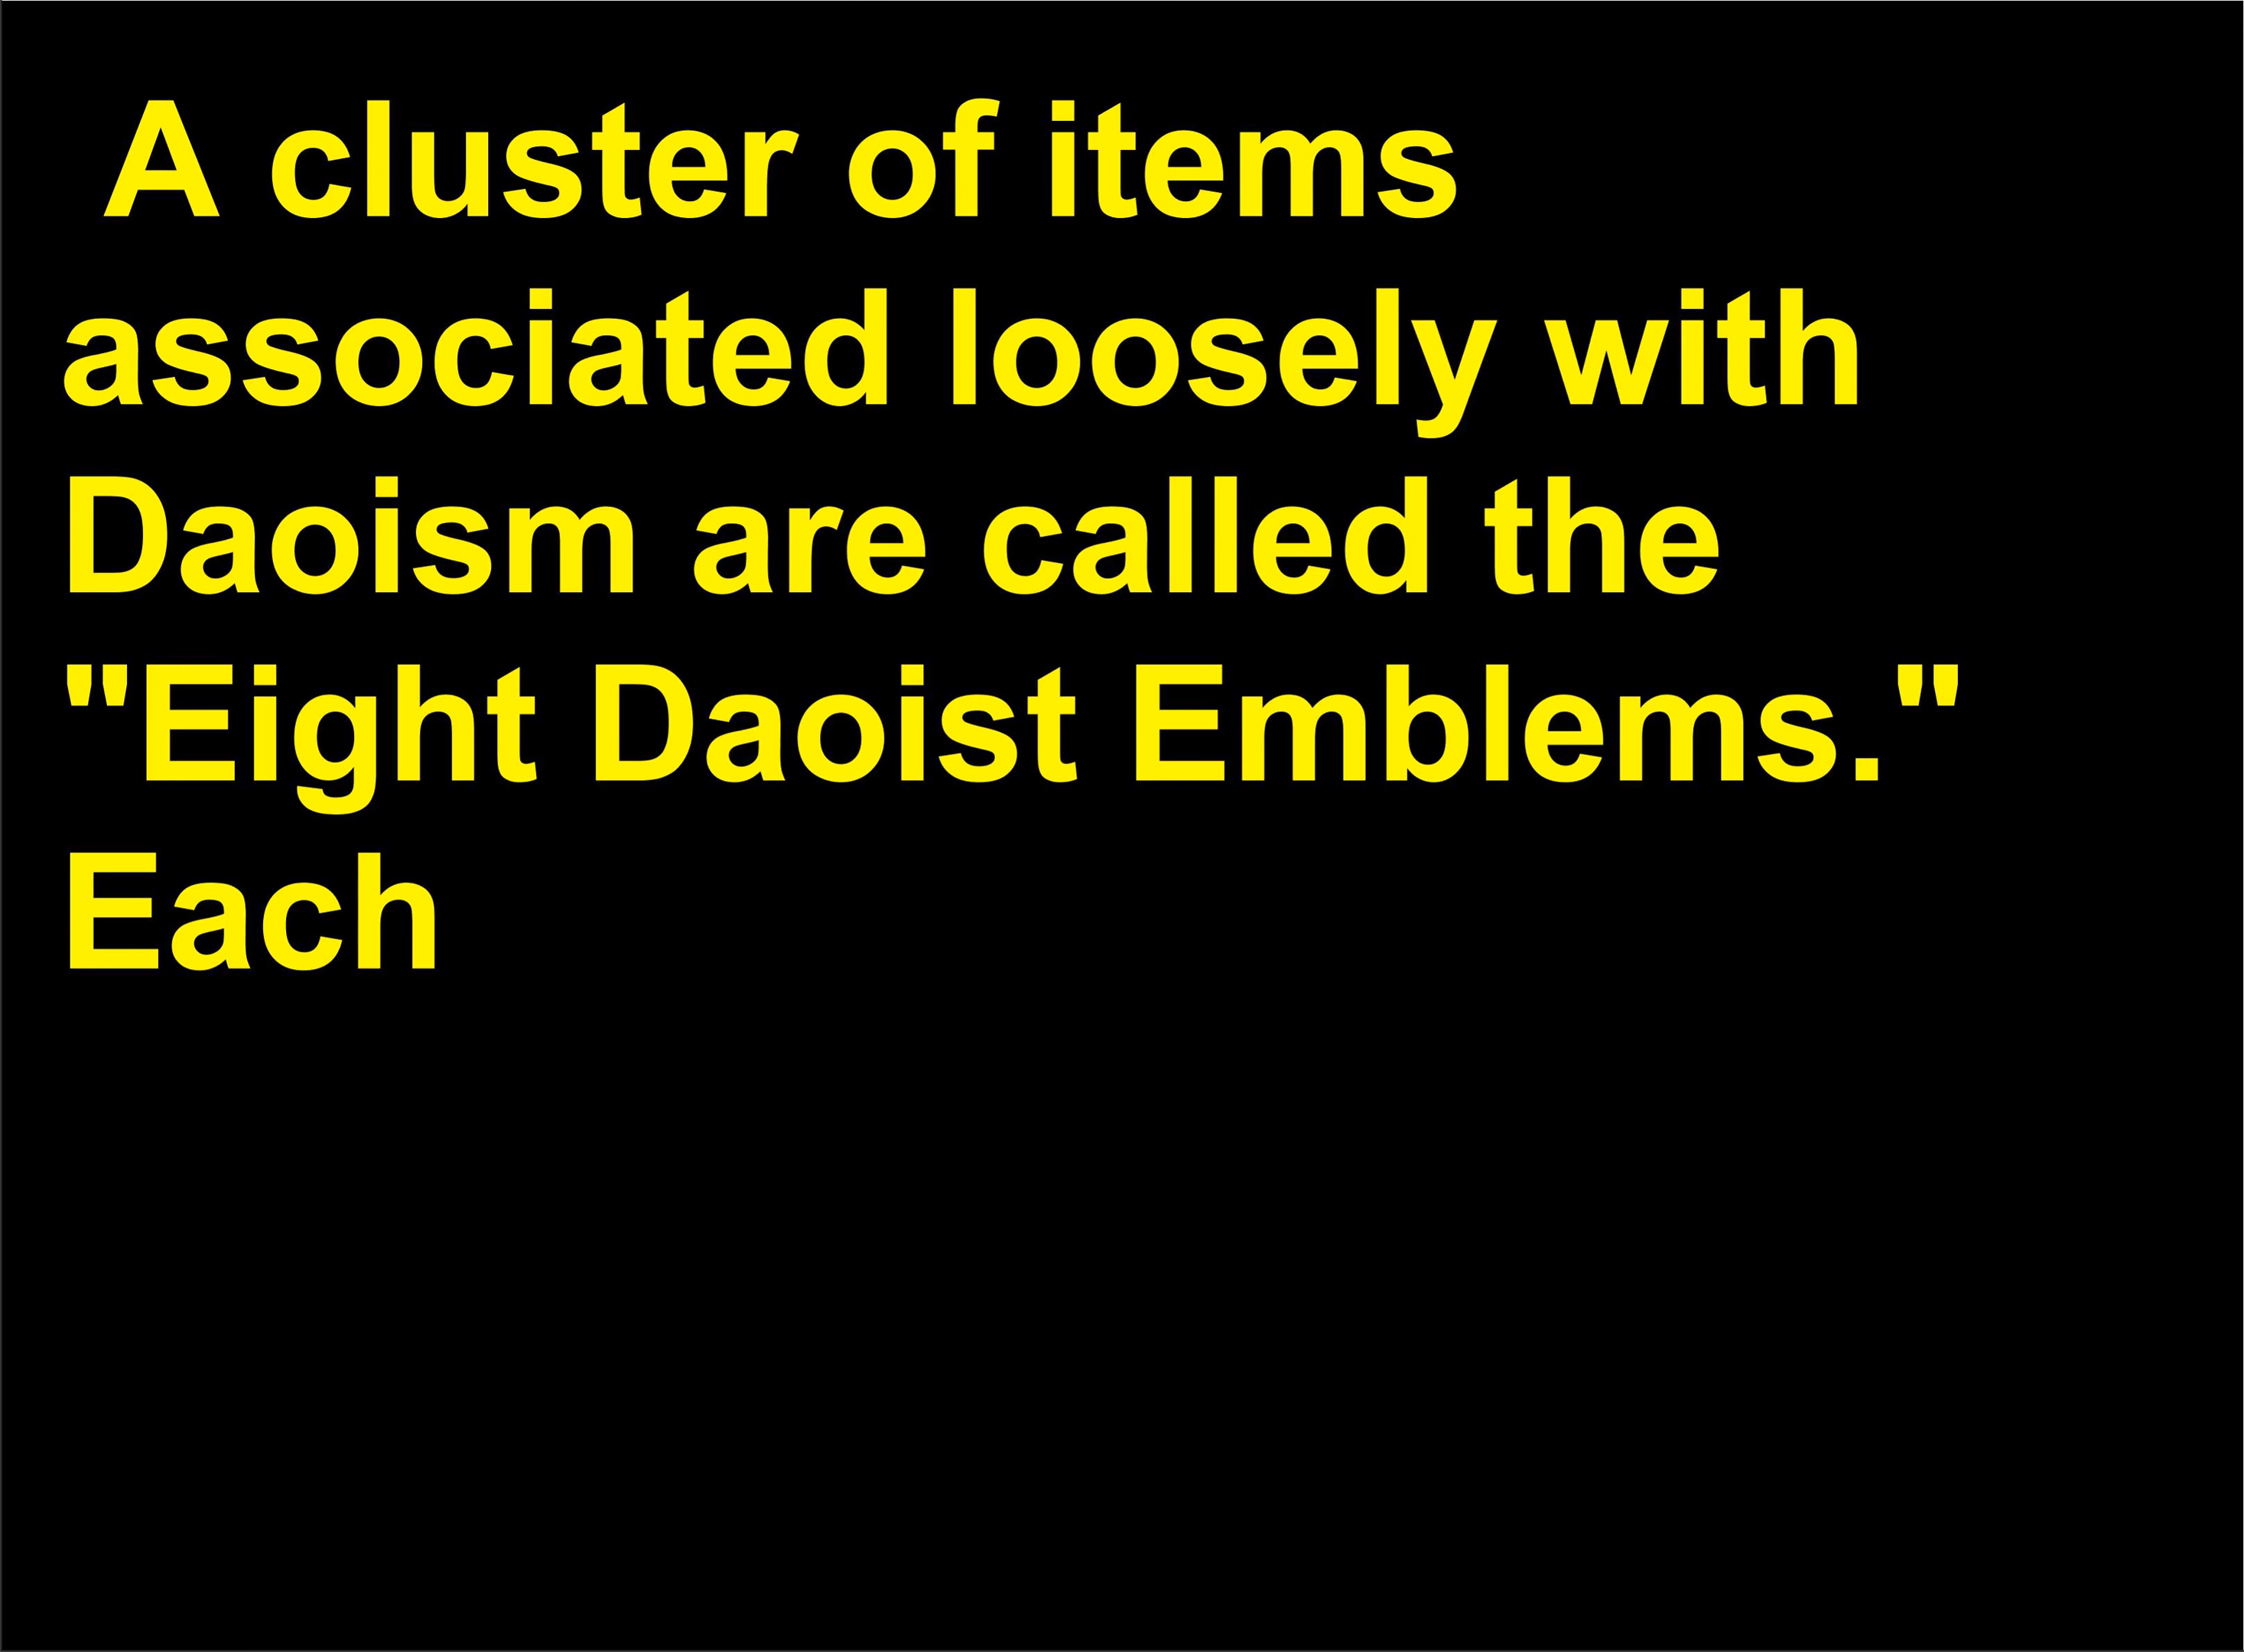 A cluster of items
associated loosely with
Daoism are called the
"Eight Daoist Emblems."
Each